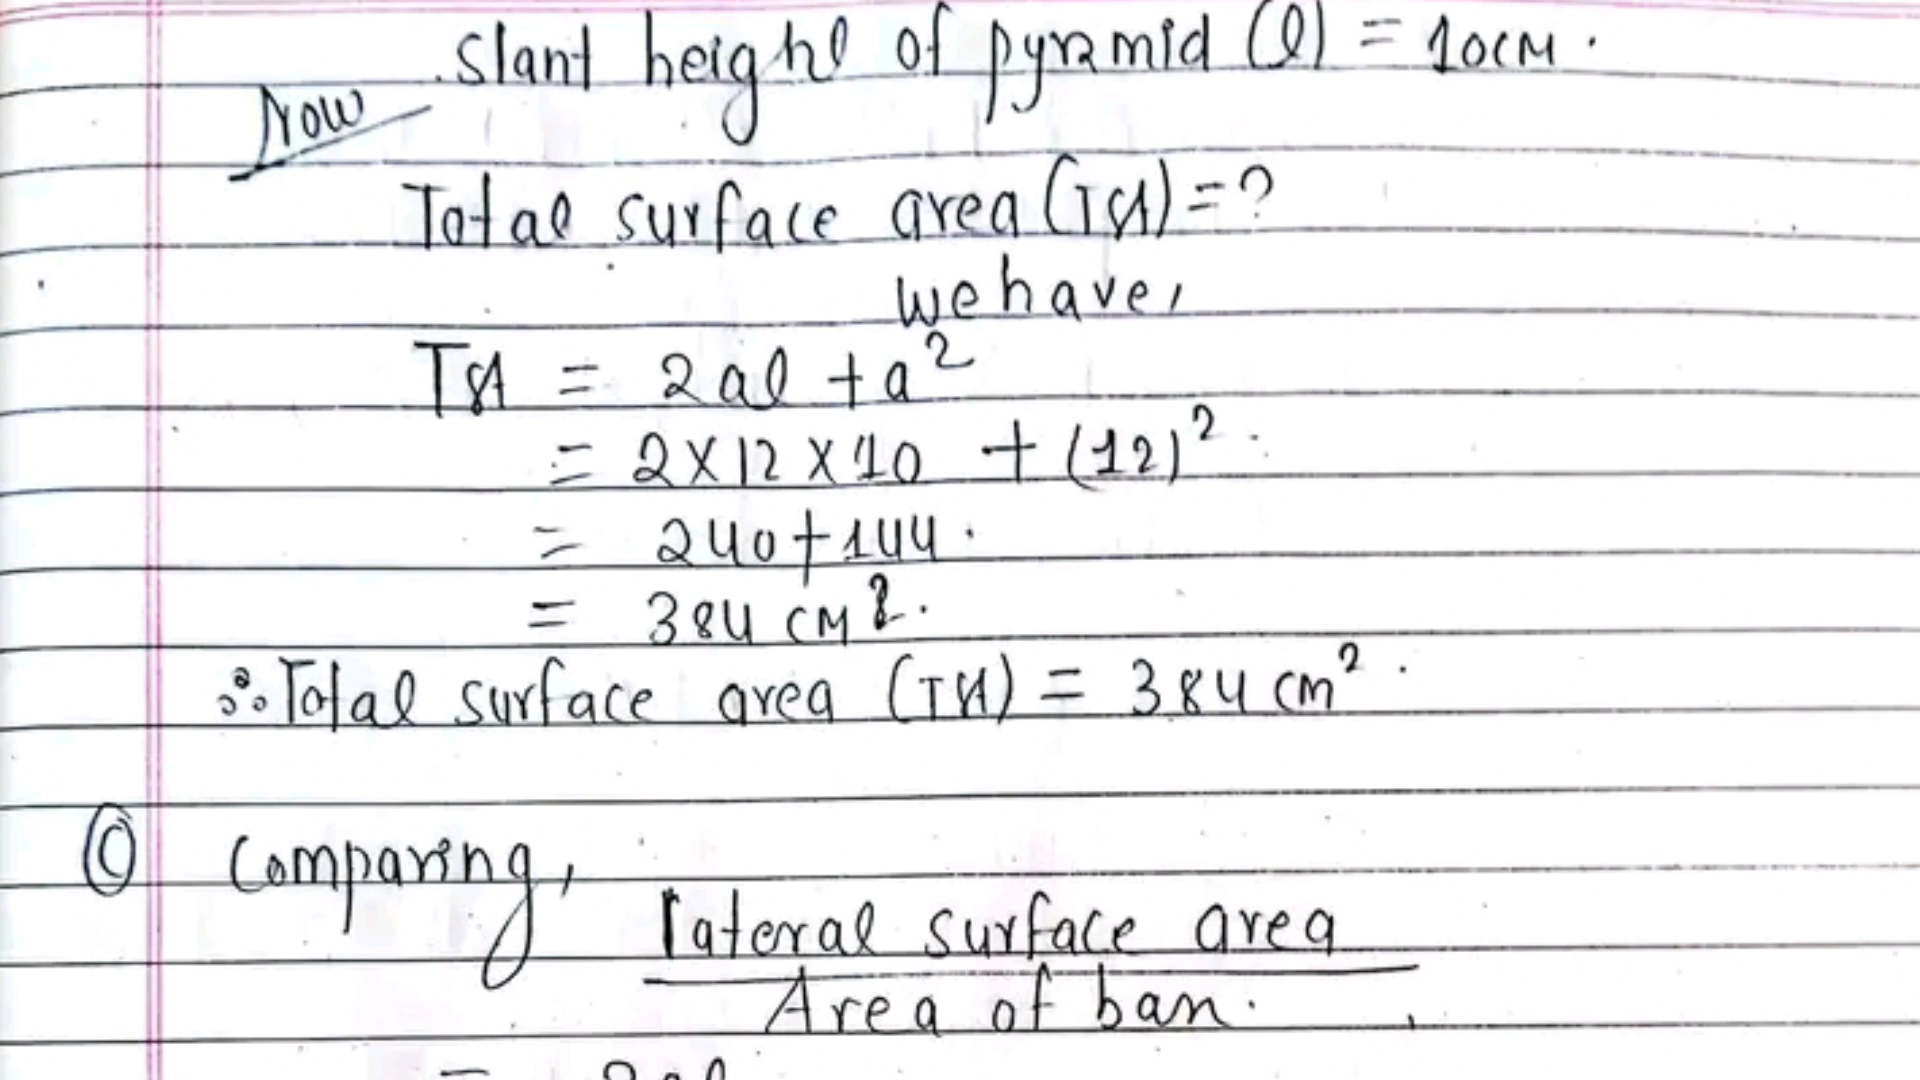 Slant height of pyramid (l) = 10cm.
Now
Total surface area (TSA) = ?
we have,
TSA = 2al + a²
= 2×12×10 + (12)².
= 240+144.
= 384 cm².
∴ Total surface area (TSA) = 384 cm².
© Comparing,
lateral surface area
Area of base.
= 2al